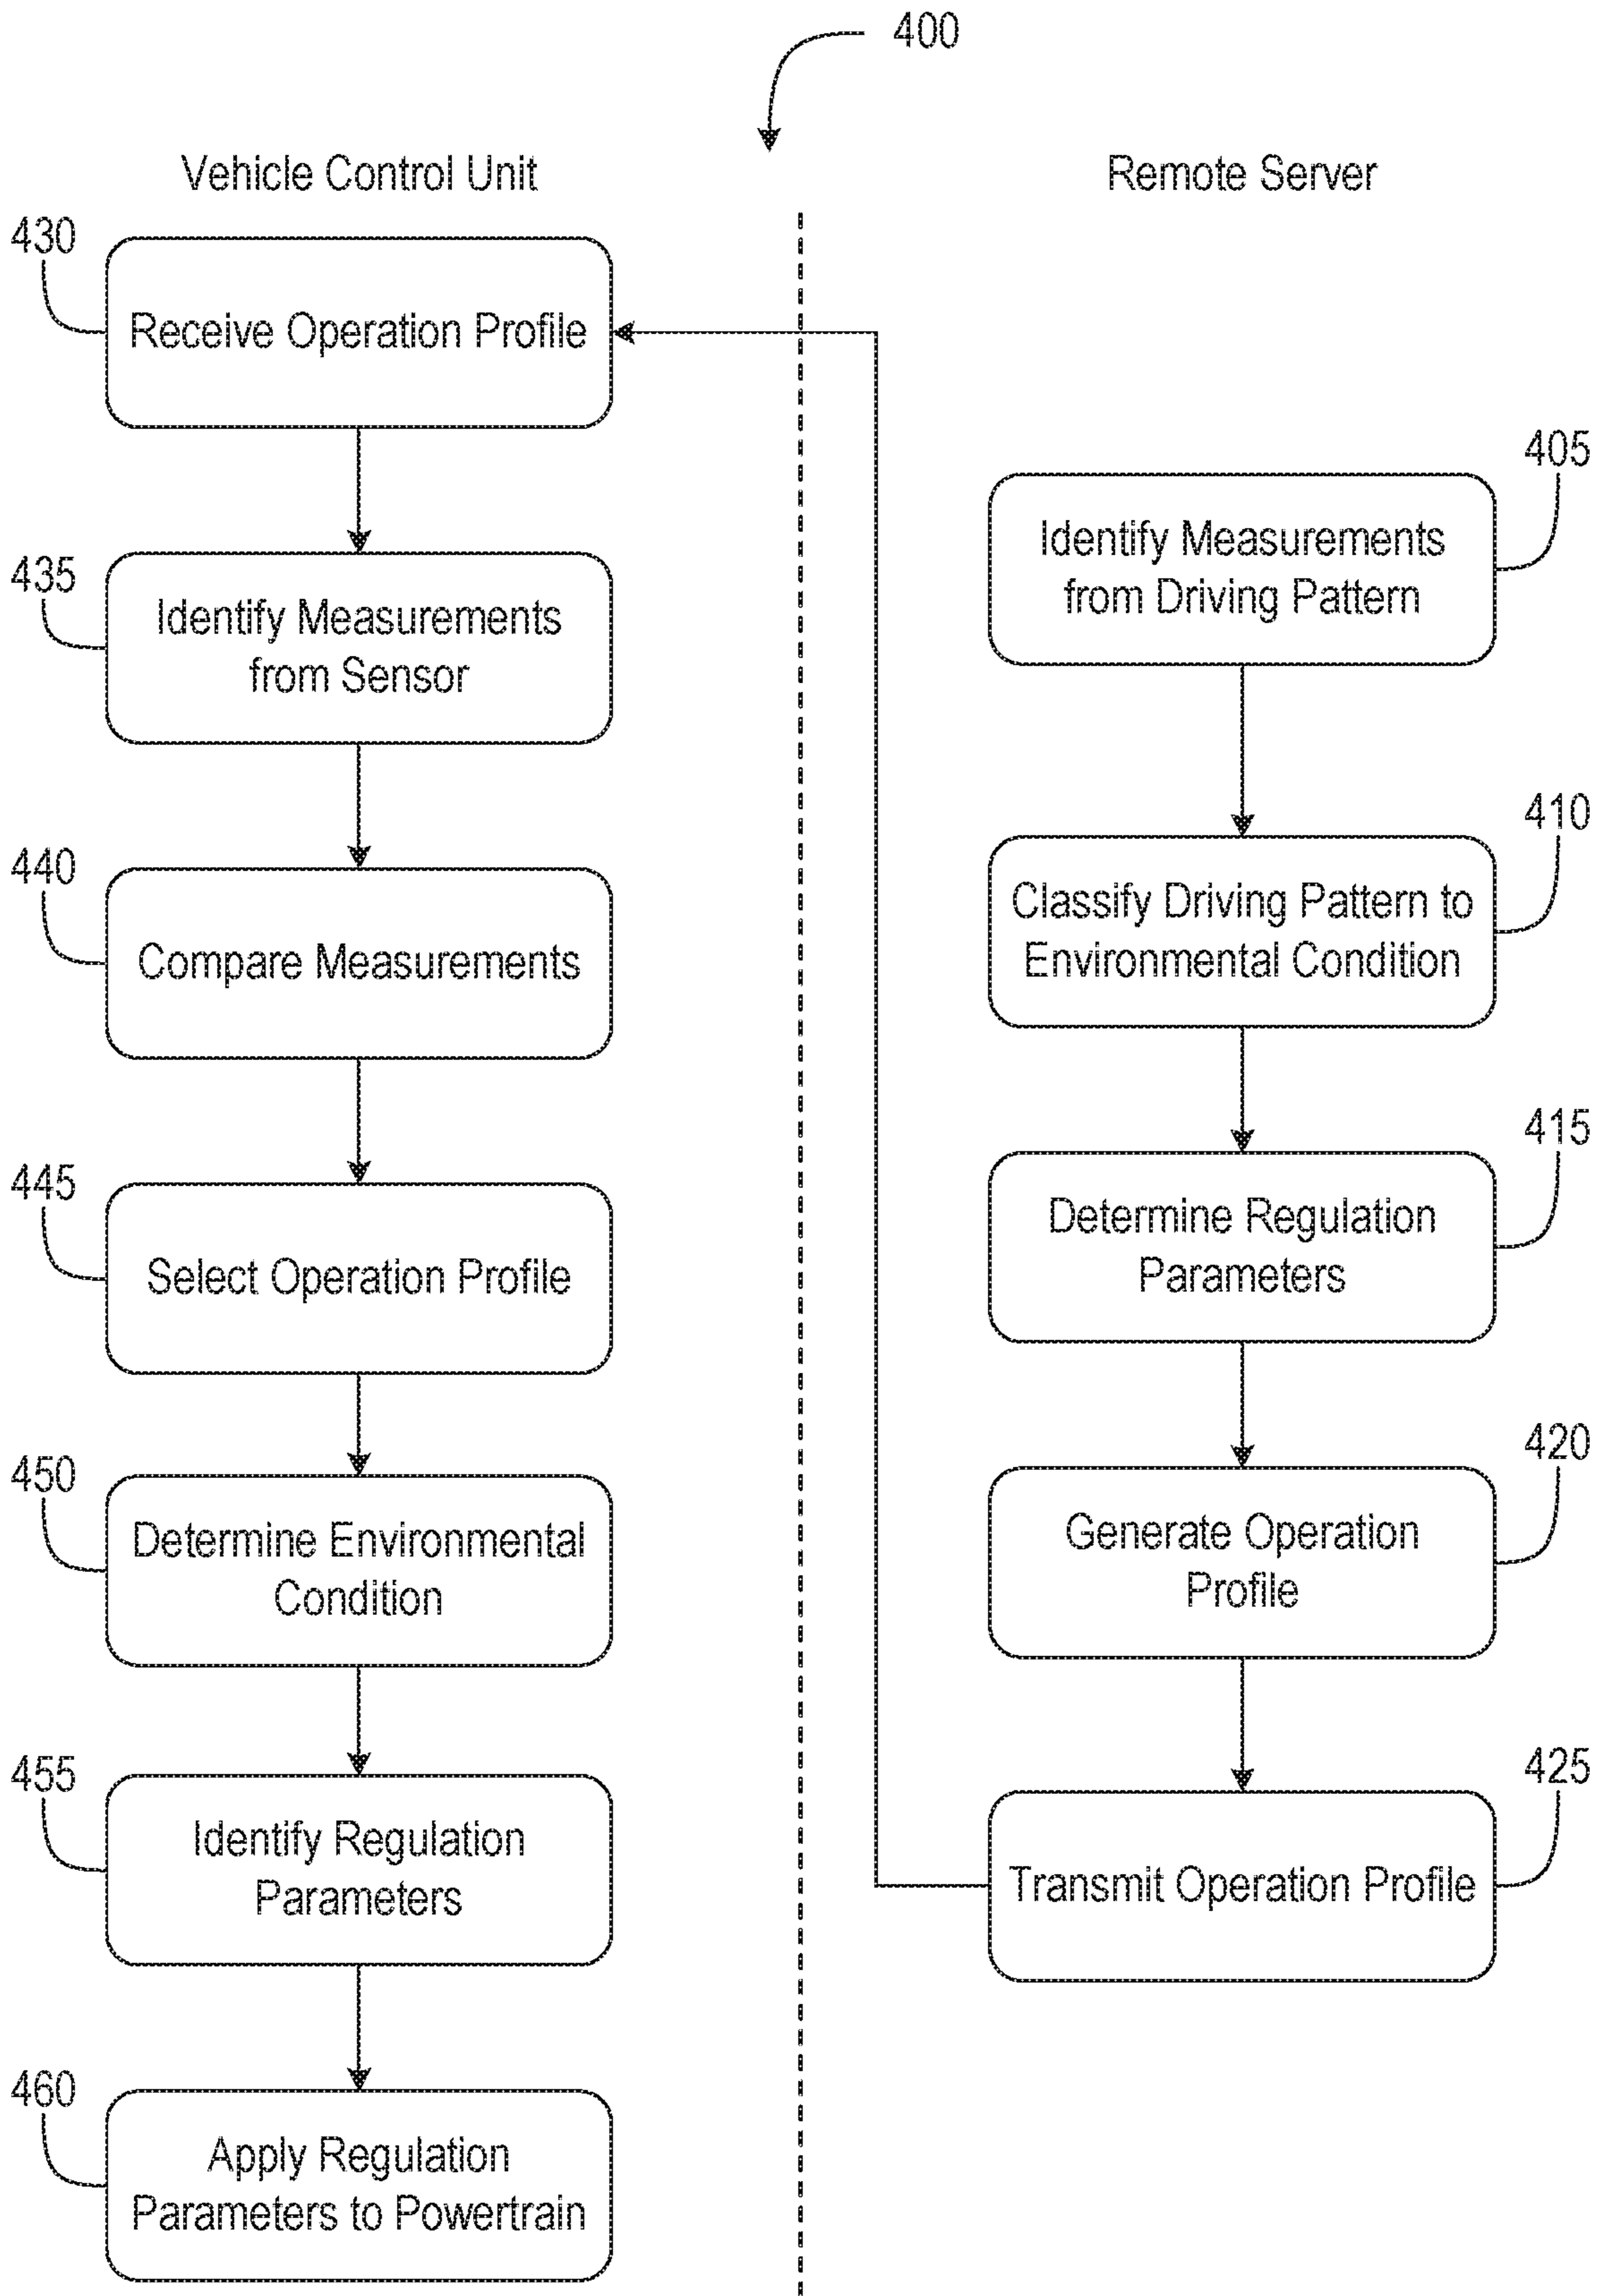 400
Vehicle Control Unit
430
Receive Operation Profile
435
Identify Measurements
from Sensor
440
Compare Measurements
445
Select Operation Profile
450
Determine Environmental
Condition
455
Identify Regulation
Parameters
460
Apply Regulation
Parameters to Powertrain
Remote Server
405
Identify Measurements
from Driving Pattern
410
Classify Driving Pattern to
Environmental Condition
415
Determine Regulation
Parameters
420
Generate Operation
Profile
425
Transmit Operation Profile